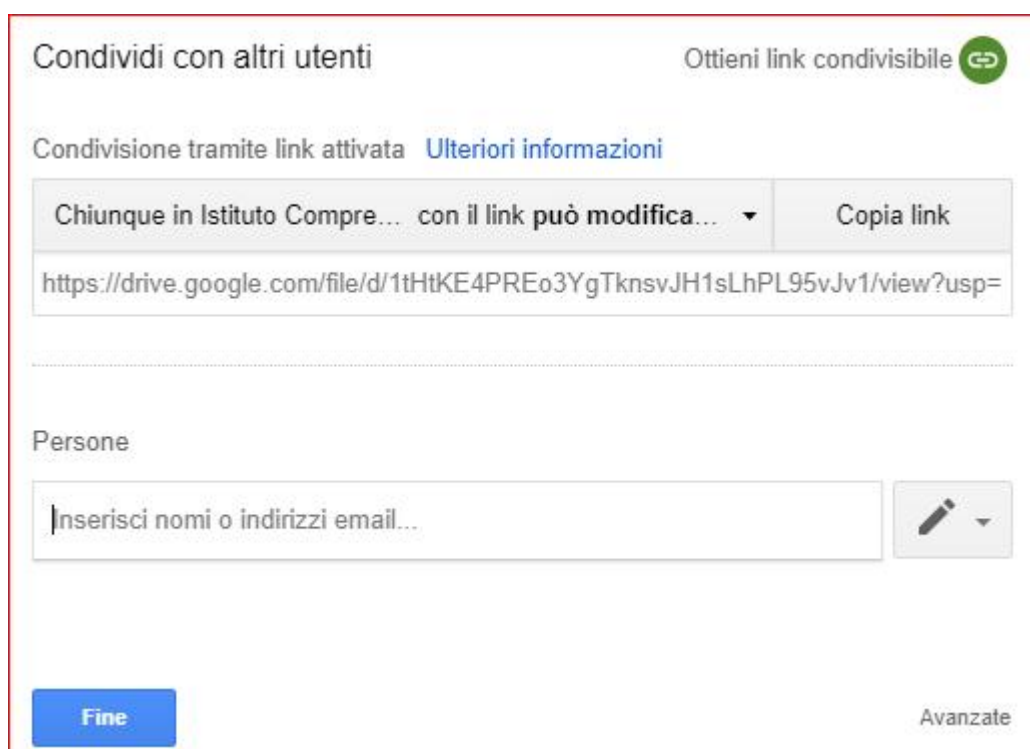 Condividi con altri utenti
Ottieni link condivisibile
Condivisione tramite link attivata Ulteriori informazioni
Chiunque in Istituto Compre... con il link può modifica...
Copia link
https://drive.google.com/file/d/1tHtKE4PREo3YgTknsvJH1sLhPL95vJv1/view?usp=
Persone
Inserisci nomi o indirizzi email...
Fine
Avanzate